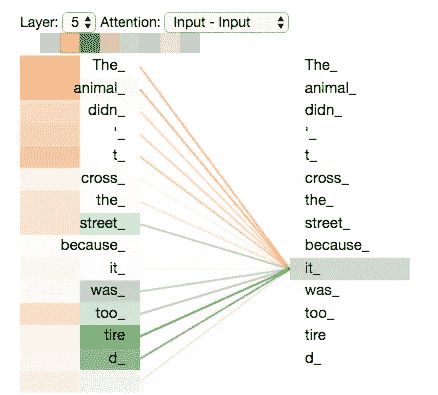 Layer: 5 Attention: Input - Input
The_ The_
animal_ animal_
didn_ didn_
'_ '_
t_ t_
cross_ cross_
the_ the_
street_ street_
because_ because_
it_ it_
was_ was_
too_ too_
tire tire
d_ d_